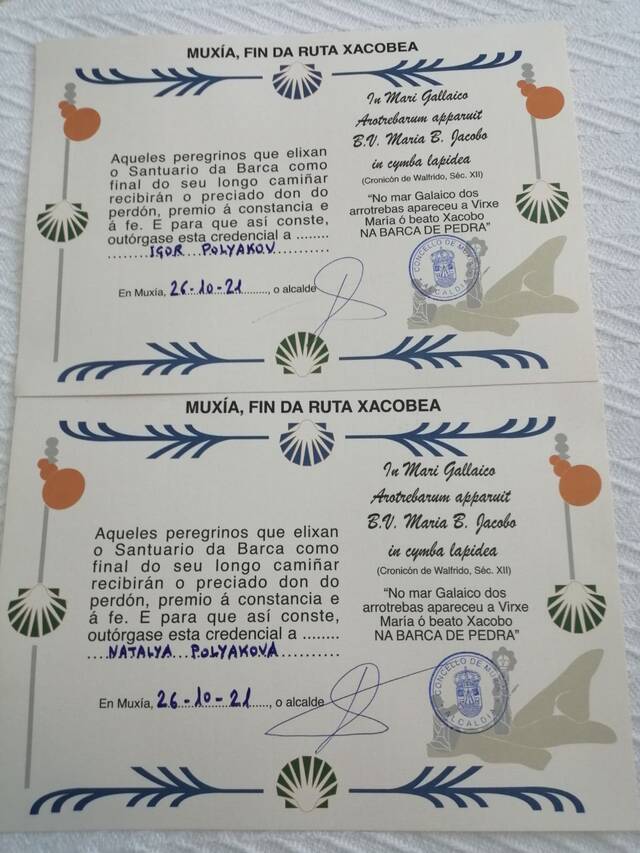 MUXÍA, FIN DA RUTA XACOBEA
Aqueles peregrinos que elixan
o Santuario da Barca como
final do seu longo camiñar
recibirán o preciado don do
perdón, premio á constancia e
á fe. E para que así conste,
outórgase esta credencial a ........
IGOR POLYAKOV
En Muxía, 26-10-21, o alcalde
In Mari Gallaico
Arotrebarum apparuit
B.V. Maria B. Jacobo
in cymba lapidea
(Cronicón de Walfrido, Séc. XII)
“No mar Galaico dos
arrotrebas apareceu a Virxe
María ó beato Xacobo
NA BARCA DE PEDRA”
CONCELLO DE MUXÍA
ALCALDÍA
MUXÍA, FIN DA RUTA XACOBEA
Aqueles peregrinos que elixan
o Santuario da Barca como
final do seu longo camiñar
recibirán o preciado don do
perdón, premio á constancia e
á fe. E para que así conste,
outórgase esta credencial a ........
NATALYA POLYAKOVA
En Muxía, 26-10-21, o alcalde
In Mari Gallaico
Arotrebarum apparuit
B.V. Maria B. Jacobo
in cymba lapidea
(Cronicón de Walfrido, Séc. XII)
“No mar Galaico dos
arrotrebas apareceu a Virxe
María ó beato Xacobo
NA BARCA DE PEDRA”
CONCELLO DE MUXÍA
ALCALDÍA